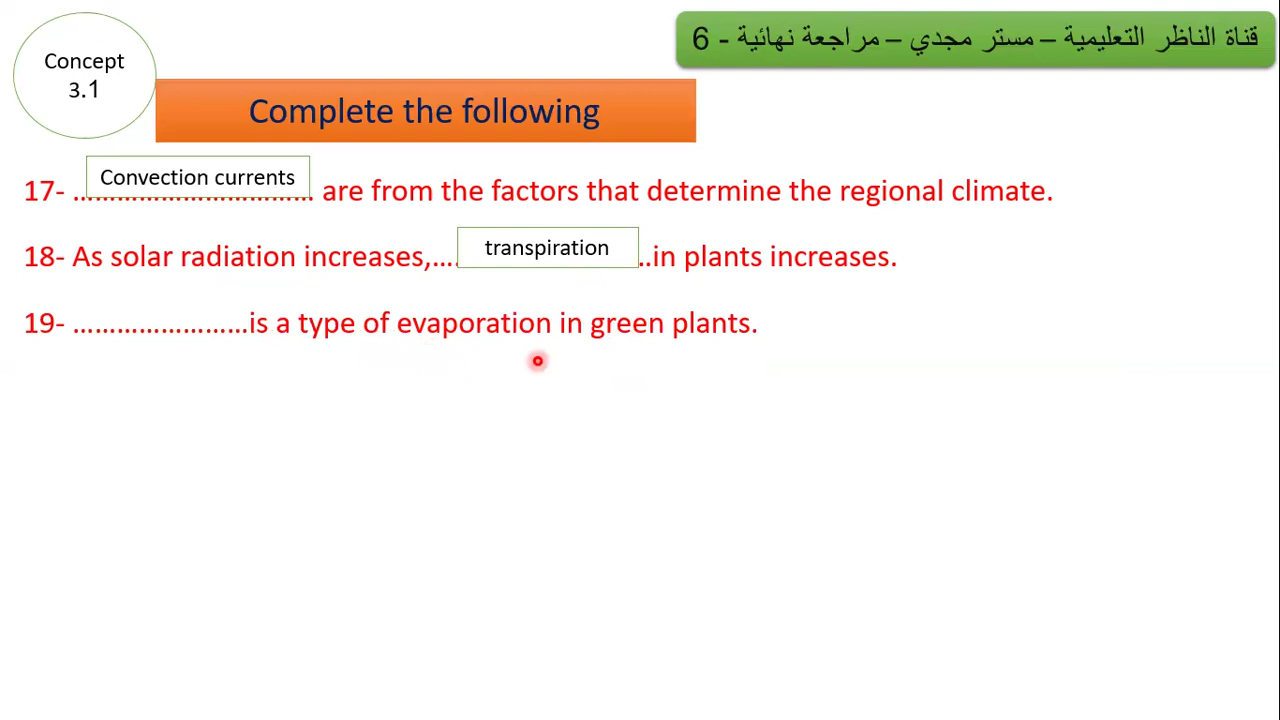 Concept
3.1
قناة الناظر التعليمية – مستر مجدي – مراجعة نهائية - 6
Complete the following
17- Convection currents are from the factors that determine the regional climate.
18- As solar radiation increases,…transpiration..in plants increases.
19- ……………………is a type of evaporation in green plants.